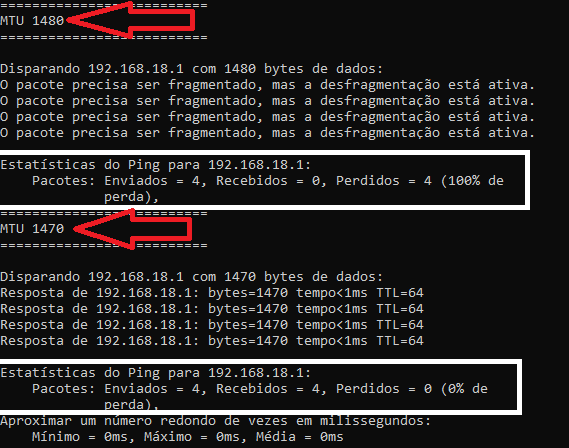 ==========================
MTU 1480
==========================
Disparando 192.168.18.1 com 1480 bytes de dados:
O pacote precisa ser fragmentado, mas a desfragmentação está ativa.
O pacote precisa ser fragmentado, mas a desfragmentação está ativa.
O pacote precisa ser fragmentado, mas a desfragmentação está ativa.
O pacote precisa ser fragmentado, mas a desfragmentação está ativa.
Estatísticas do Ping para 192.168.18.1:
Pacotes: Enviados = 4, Recebidos = 0, Perdidos = 4 (100% de
perda),
==========================
MTU 1470
==========================
Disparando 192.168.18.1 com 1470 bytes de dados:
Resposta de 192.168.18.1: bytes=1470 tempo<1ms TTL=64
Resposta de 192.168.18.1: bytes=1470 tempo<1ms TTL=64
Resposta de 192.168.18.1: bytes=1470 tempo<1ms TTL=64
Resposta de 192.168.18.1: bytes=1470 tempo<1ms TTL=64
Estatísticas do Ping para 192.168.18.1:
Pacotes: Enviados = 4, Recebidos = 4, Perdidos = 0 (0% de
perda),
Aproximar um número redondo de vezes em milissegundos:
Mínimo = 0ms, Máximo = 0ms, Média = 0ms